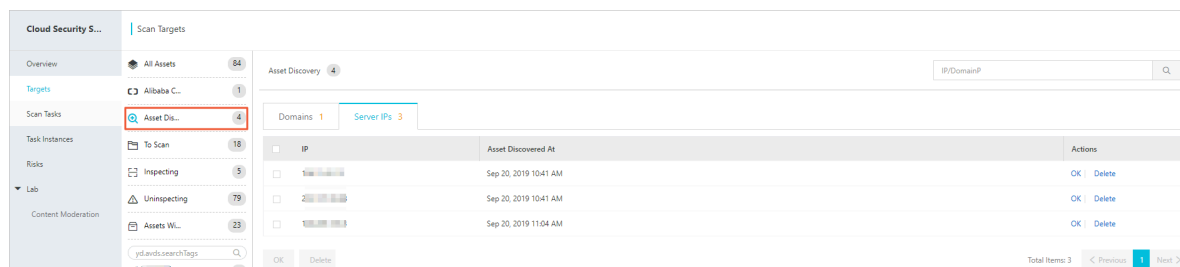 Cloud Security S...
Scan Targets
Overview
Targets
Scan Tasks
Task Instances
Risks
Lab
Content Moderation
All Assets 84
Alibaba C... 1
Asset Dis... 4
To Scan 18
Inspecting 5
Uninspecting 79
Assets Wi... 23
yd.avds.searchTags
Asset Discovery 4
IP/DomainP
Domains 1 Server IPs 3
IP Asset Discovered At Actions
Sep 20, 2019 10:41 AM OK Delete
Sep 20, 2019 10:41 AM OK Delete
Sep 20, 2019 11:04 AM OK Delete
OK Delete
Total Items: 3 < Previous 1 Next >